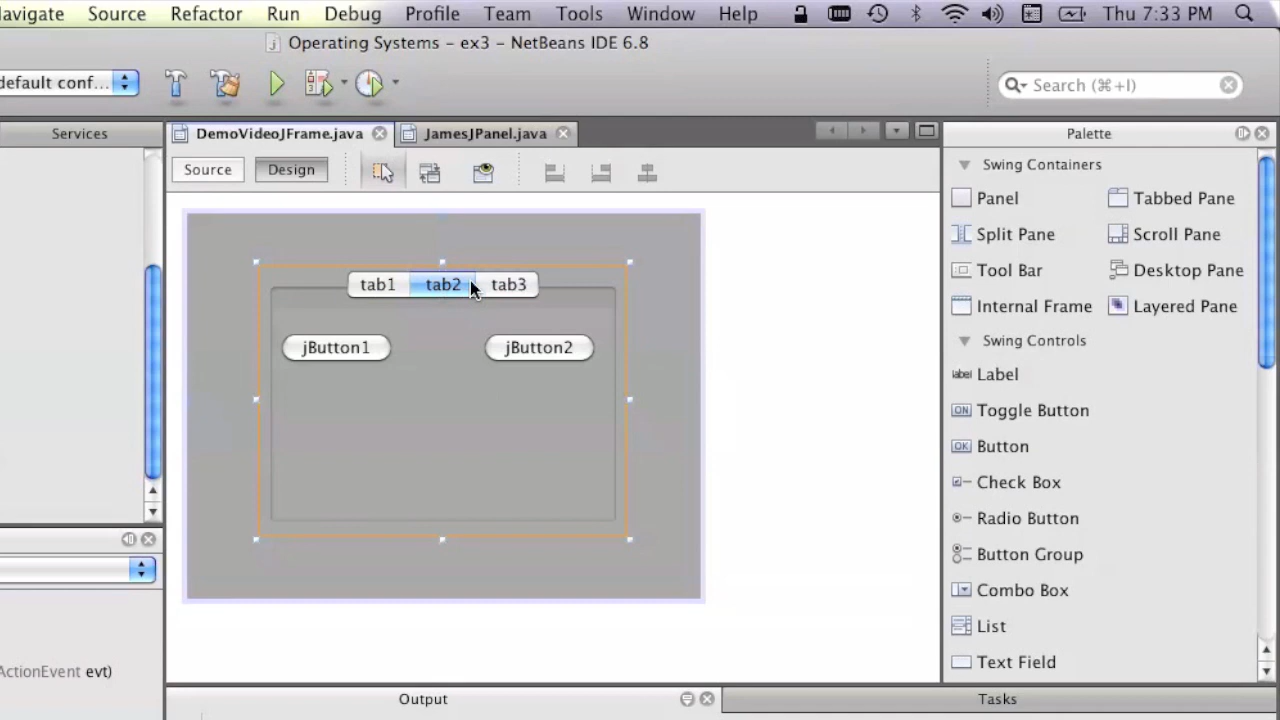 Navigate Source Refactor Run Debug Profile Team Tools Window Help Thu 7:33 PM
Operating Systems – ex3 – NetBeans IDE 6.8
default conf... Search (⌘+I)
Services DemoVideoJFrame.java JamesJPanel.java Palette
Source Design
Swing Containers
Panel Tabbed Pane
Split Pane Scroll Pane
Tool Bar Desktop Pane
Internal Frame Layered Pane
Swing Controls
label Label
ON Toggle Button
OK Button
Check Box
Radio Button
Button Group
Combo Box
List
Text Field
tab1 tab2 tab3
jButton1 jButton2
ActionEvent evt)
Output Tasks